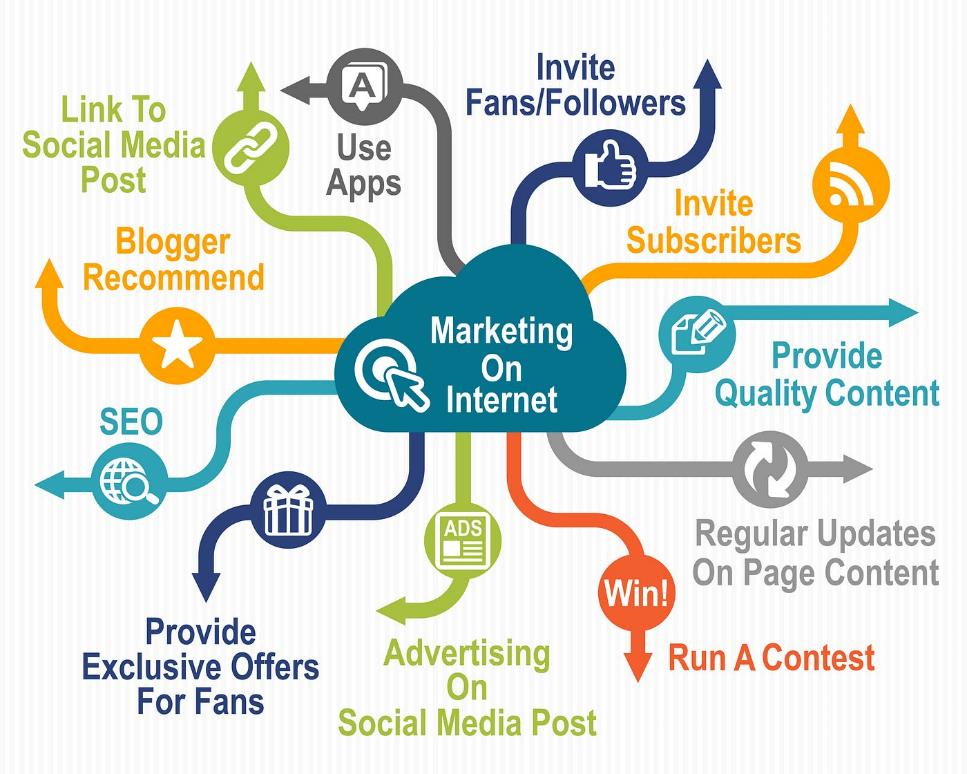 Invite
Fans/Followers
Link To
Social Media
Post
A
Use
Apps
Invite
Subscribers
Blogger
Recommend
Marketing
On
Internet
Provide
Quality Content
SEO
ADS
Regular Updates
On Page Content
Win!
Provide
Exclusive Offers
For Fans
Advertising
On
Social Media Post
Run A Contest